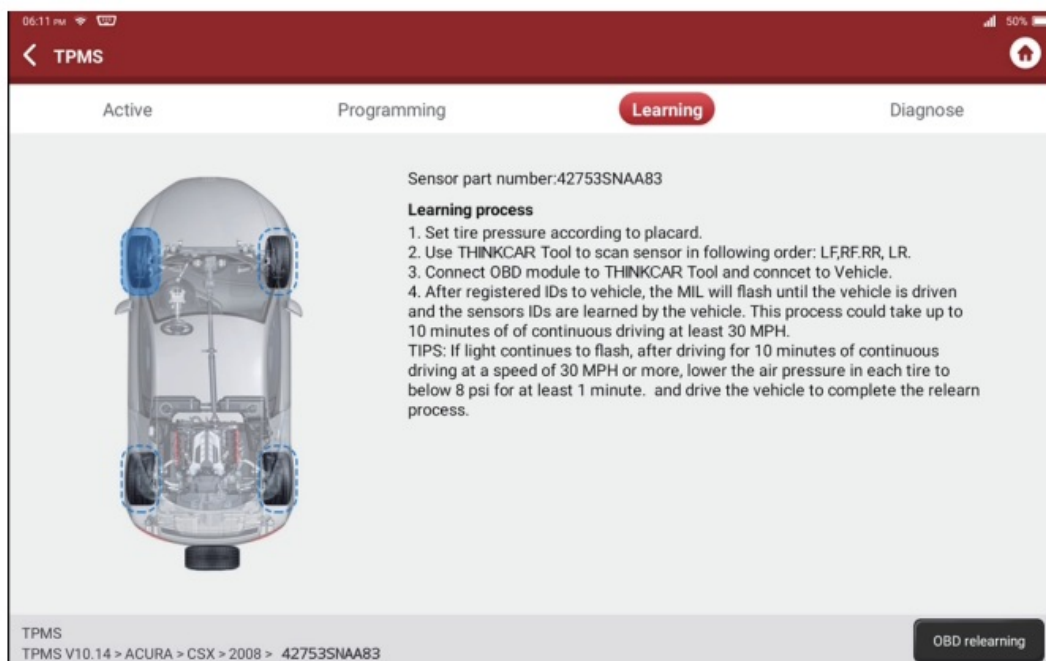 06:11 PM
50%
TPMS
Active
Programming
Learning
Diagnose
Sensor part number:42753SNAA83
Learning process
1. Set tire pressure according to placard.
2. Use THINKCAR Tool to scan sensor in following order: LF,RF.RR, LR.
3. Connect OBD module to THINKCAR Tool and conncet to Vehicle.
4. After registered IDs to vehicle, the MIL will flash until the vehicle is driven
and the sensors IDs are learned by the vehicle. This process could take up to
10 minutes of of continuous driving at least 30 MPH.
TIPS: If light continues to flash, after driving for 10 minutes of continuous
driving at a speed of 30 MPH or more, lower the air pressure in each tire to
below 8 psi for at least 1 minute. and drive the vehicle to complete the relearn
process.
TPMS
TPMS V10.14 > ACURA > CSX > 2008 > 42753SNAA83
OBD relearning